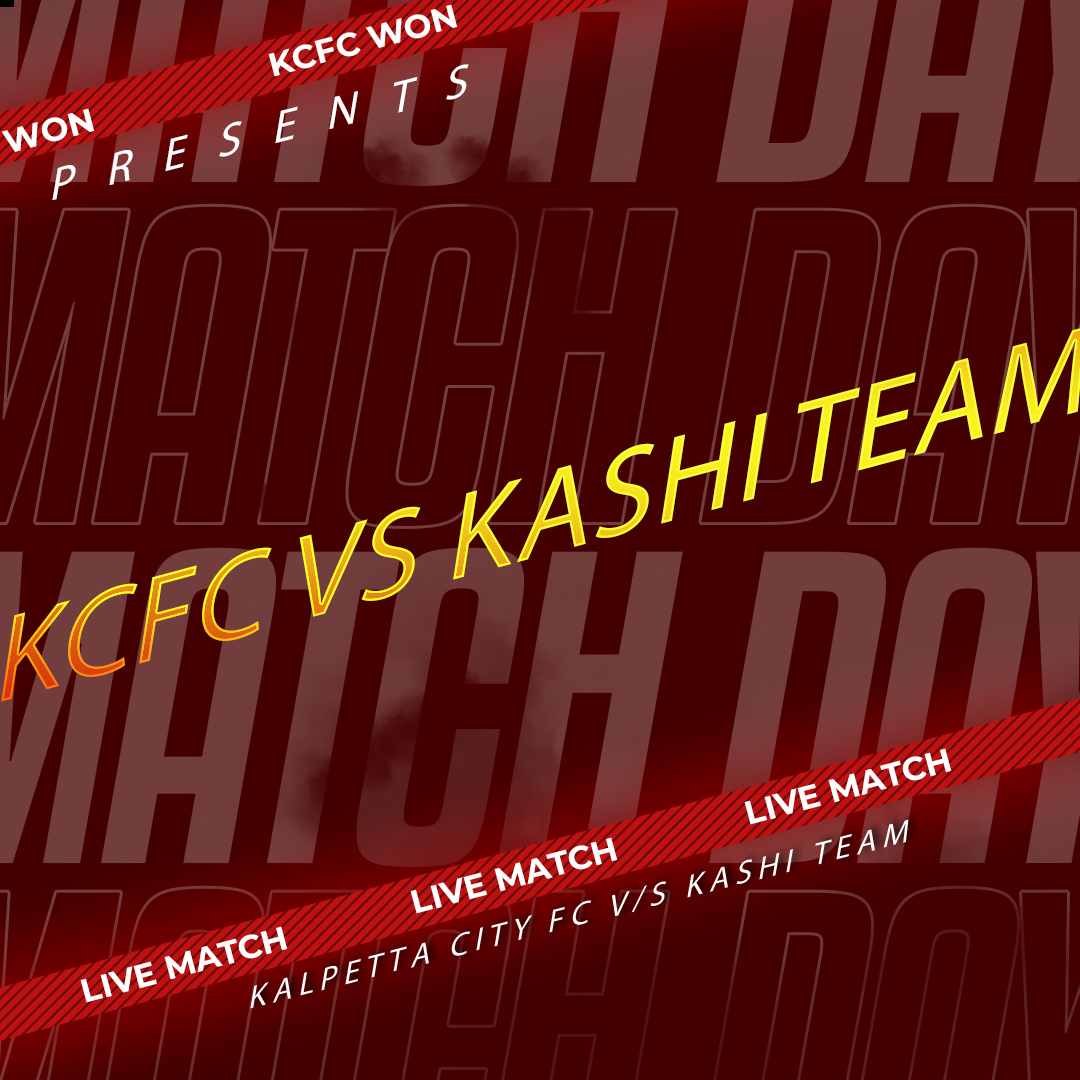 MATCH DAY
KCFC WON
WON
PRESENTS
MATCH DAY
KCFC VS KASHI TEAM
MATCH DAY
LIVE MATCH
LIVE MATCH
LIVE MATCH
KALPETTA CITY FC V/S KASHI TEAM
MATCH DAY